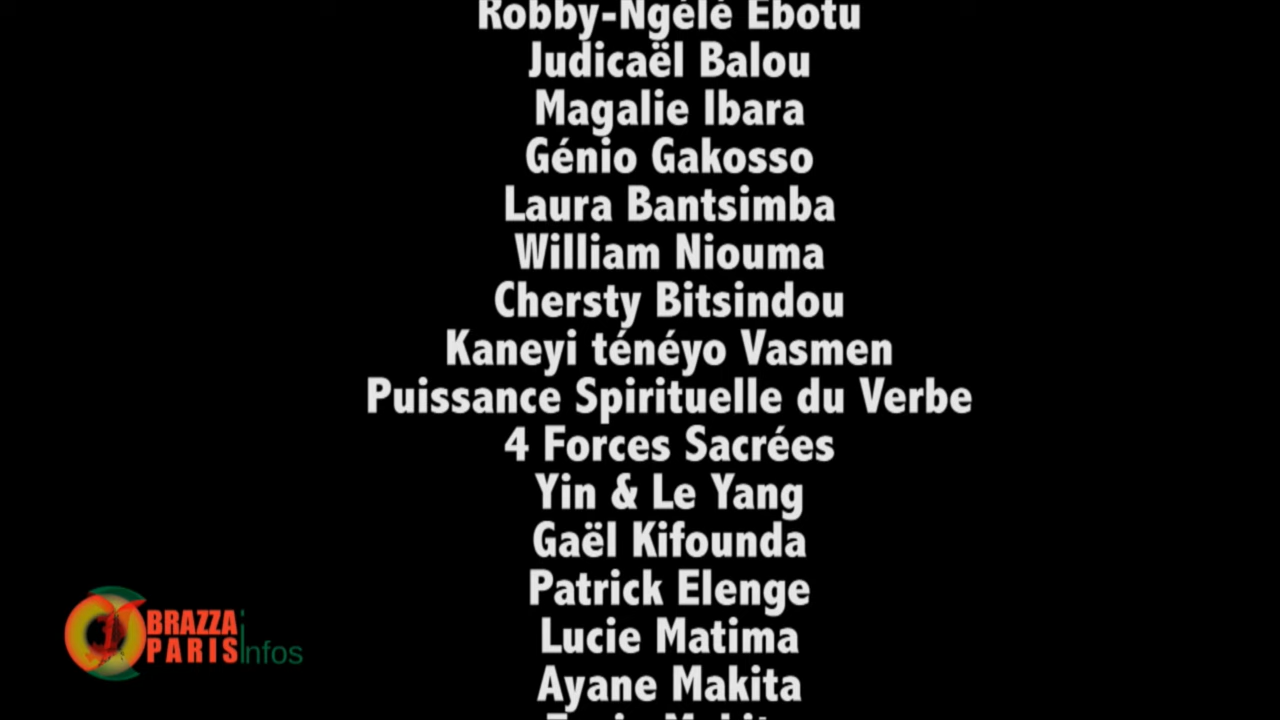 Robby-Ngélé Ebotu
Judicaël Balou
Magalie Ibara
Génio Gakosso
Laura Bantsimba
William Niouma
Chersty Bitsindou
Kaneyi ténéyo Vasmen
Puissance Spirituelle du Verbe
4 Forces Sacrées
Yin & Le Yang
Gaël Kifounda
Patrick Elenge
Lucie Matima
Ayane Makita
BRAZZA
PARIS Infos